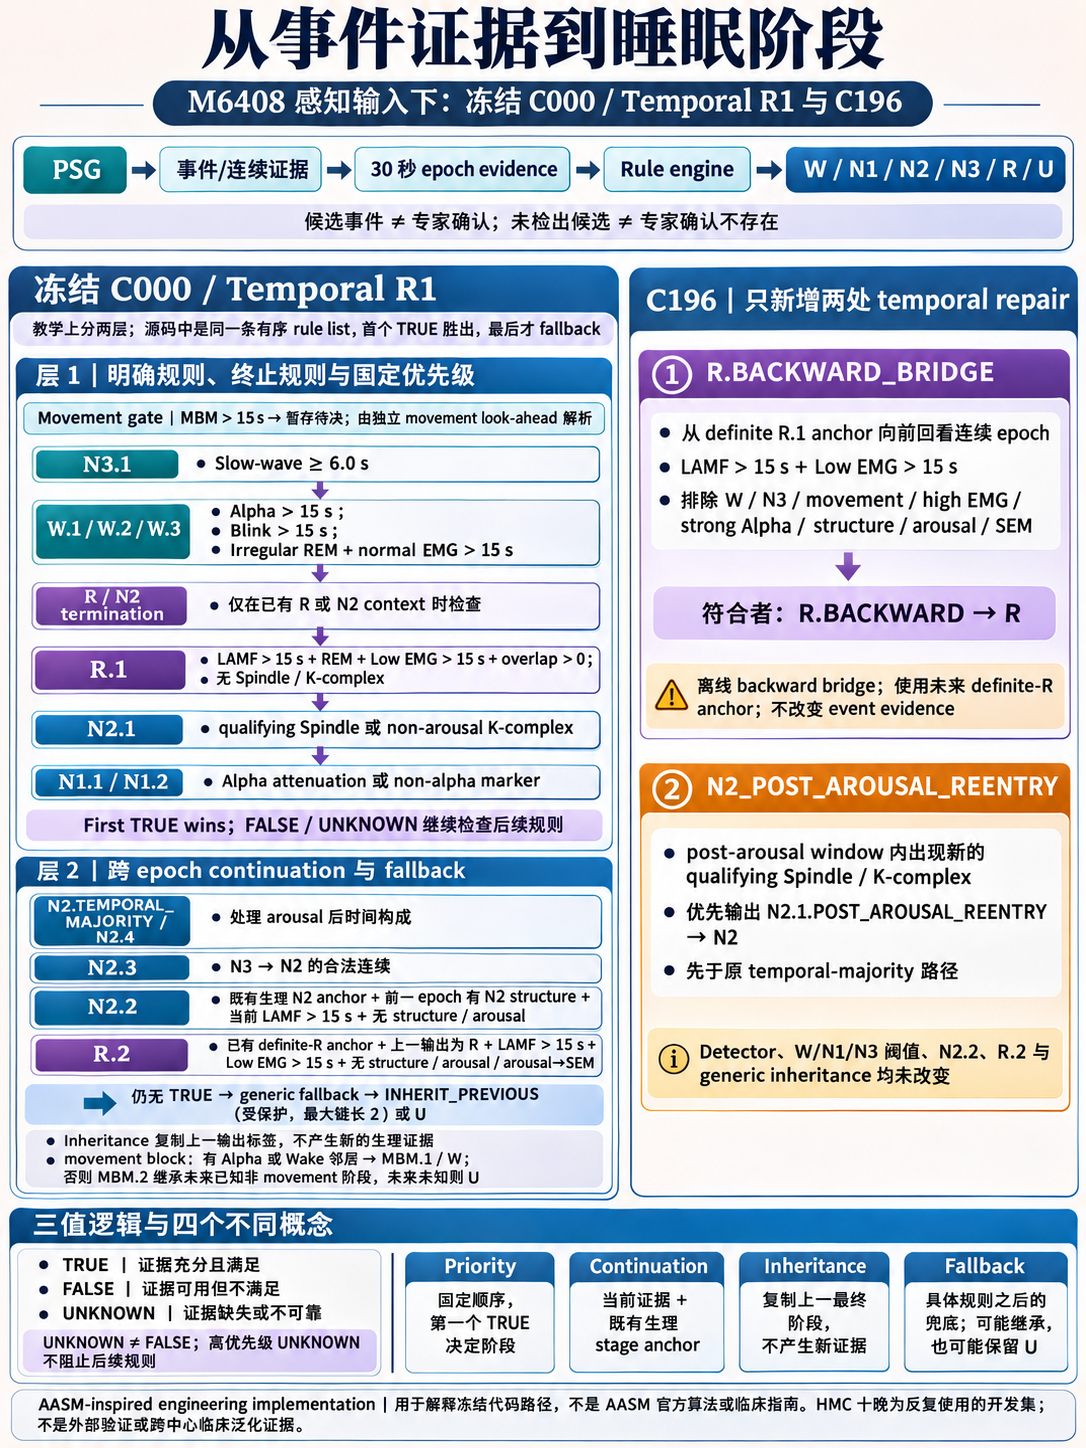 从事件证据到睡眠阶段
M6408 感知输入下：冻结 C000 / Temporal R1 与 C196
PSG
事件/连续证据
30 秒 epoch evidence
Rule engine
W / N1 / N2 / N3 / R / U
候选事件 ≠ 专家确认；未检出候选 ≠ 专家确认不存在
冻结 C000 / Temporal R1
教学上分两层；源码中是同一条有序 rule list, 首个 TRUE 胜出，最后才 fallback
层 1 | 明确规则、终止规则与国定优先级
Movement gate | MBM > 15 s → 暂存待决；由独立 movement look-ahead 解析
N3.1
• Slow-wave ≥ 6.0 s
W.1 / W.2 / W.3
• Alpha > 15 s ;
• Blink > 15 s ;
• Irregular REM + normal EMG > 15 s
R / N2
termination
• 仅在已有 R 或 N2 context 时检查
R.1
• LAMF > 15 s + REM + Low EMG > 15 s + overlap > 0 ;
• 无 Spindle / K-complex
N2.1
• qualifying Spindle 或 non-arousal K-complex
N1.1 / N1.2
• Alpha attenuation 或 non-alpha marker
First TRUE wins；FALSE / UNKNOWN 继续检查后续规则
层 2 | 跨 epoch continuation 与 fallback
N2.TEMPORAL_
MAJORITY /
N2.4
• 处理 arousal 后时间构成
N2.3
• N3 → N2 的合法连续
N2.2
• 既有生理 N2 anchor + 前一 epoch 有 N2 structure +
当前 LAMF > 15 s + 无 structure / arousal
R.2
• 已有 definite-R anchor + 上一输出为 R + LAMF > 15 s +
Low EMG > 15 s + 无 structure / arousal / arousal→SEM
仍无 TRUE → generic fallback → INHERIT_PREVIOUS
（受保护，最大链长 2 ) 或 U
• Inheritance 复制上一输出标签，不产生新的生理证据
• movement block：有 Alpha 或 Wake 邻居 → MBM.1 / W；
否则 MBM.2 继承未来已知非 movement 阶段，未来未知则 U
C196 | 只新增两处 temporal repair
① R.BACKWARD_BRIDGE
• 从 definite R.1 anchor 向前回看连续 epoch
• LAMF > 15 s + Low EMG > 15 s
• 排除 W / N3 / movement / high EMG /
strong Alpha / structure / arousal / SEM
符合者：R.BACKWARD → R
离线 backward bridge；使用未来 definite-R
anchor；不改变 event evidence
② N2_POST_AROUSAL_REENTRY
• post-arousal window 内出现新的
qualifying Spindle / K-complex
• 优先输出 N2.1.POST_AROUSAL_REENTRY
→ N2
• 先于原 temporal-majority 路径
Detector、W/N1/N3 阈值、N2.2、R.2 与
generic inheritance 均未改变
三值逻辑与四个不同概念
• TRUE | 证据充分且满足
• FALSE | 证据可用但不满足
• UNKNOWN | 证据缺失或不可靠
UNKNOWN ≠ FALSE；高优先级 UNKNOWN
不阻止后续规则
Priority
固定顺序，
第一个 TRUE
决定阶段
Continuation
当前证据 +
既有生理
stage anchor
Inheritance
复制上一最终
阶段，
不产生新证据
Fallback
具体规则之后的
兜底；可能继承，
也可能保留 U
AASM-inspired engineering implementation | 用于解释冻结代码路径，不是 AASM 官方算法或临床指南。HMC 十晚为反复使用的开发集；
不是外部验证或跨中心临床泛化证据。